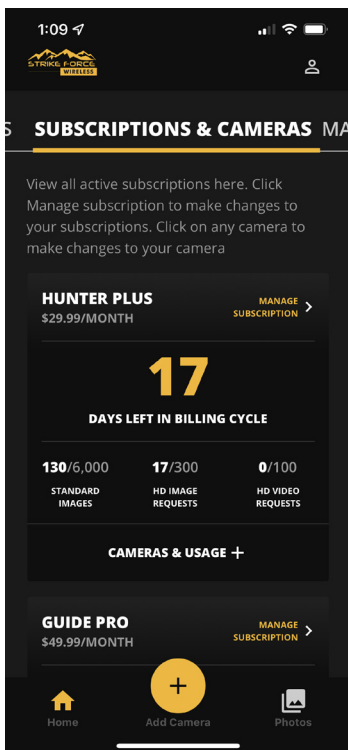 1:09
STRIKE FORCE
WIRELESS
S SUBSCRIPTIONS & CAMERAS MA
View all active subscriptions here. Click
Manage subscription to make changes to
your subscriptions. Click on any camera to
make changes to your camera
HUNTER PLUS
$29.99/MONTH
MANAGE
SUBSCRIPTION
17
DAYS LEFT IN BILLING CYCLE
130/6,000 17/300 0/100
STANDARD
IMAGES
HD IMAGE
REQUESTS
HD VIDEO
REQUESTS
CAMERAS & USAGE +
GUIDE PRO
$49.99/MONTH
MANAGE
SUBSCRIPTION
Home
Add Camera
Photos